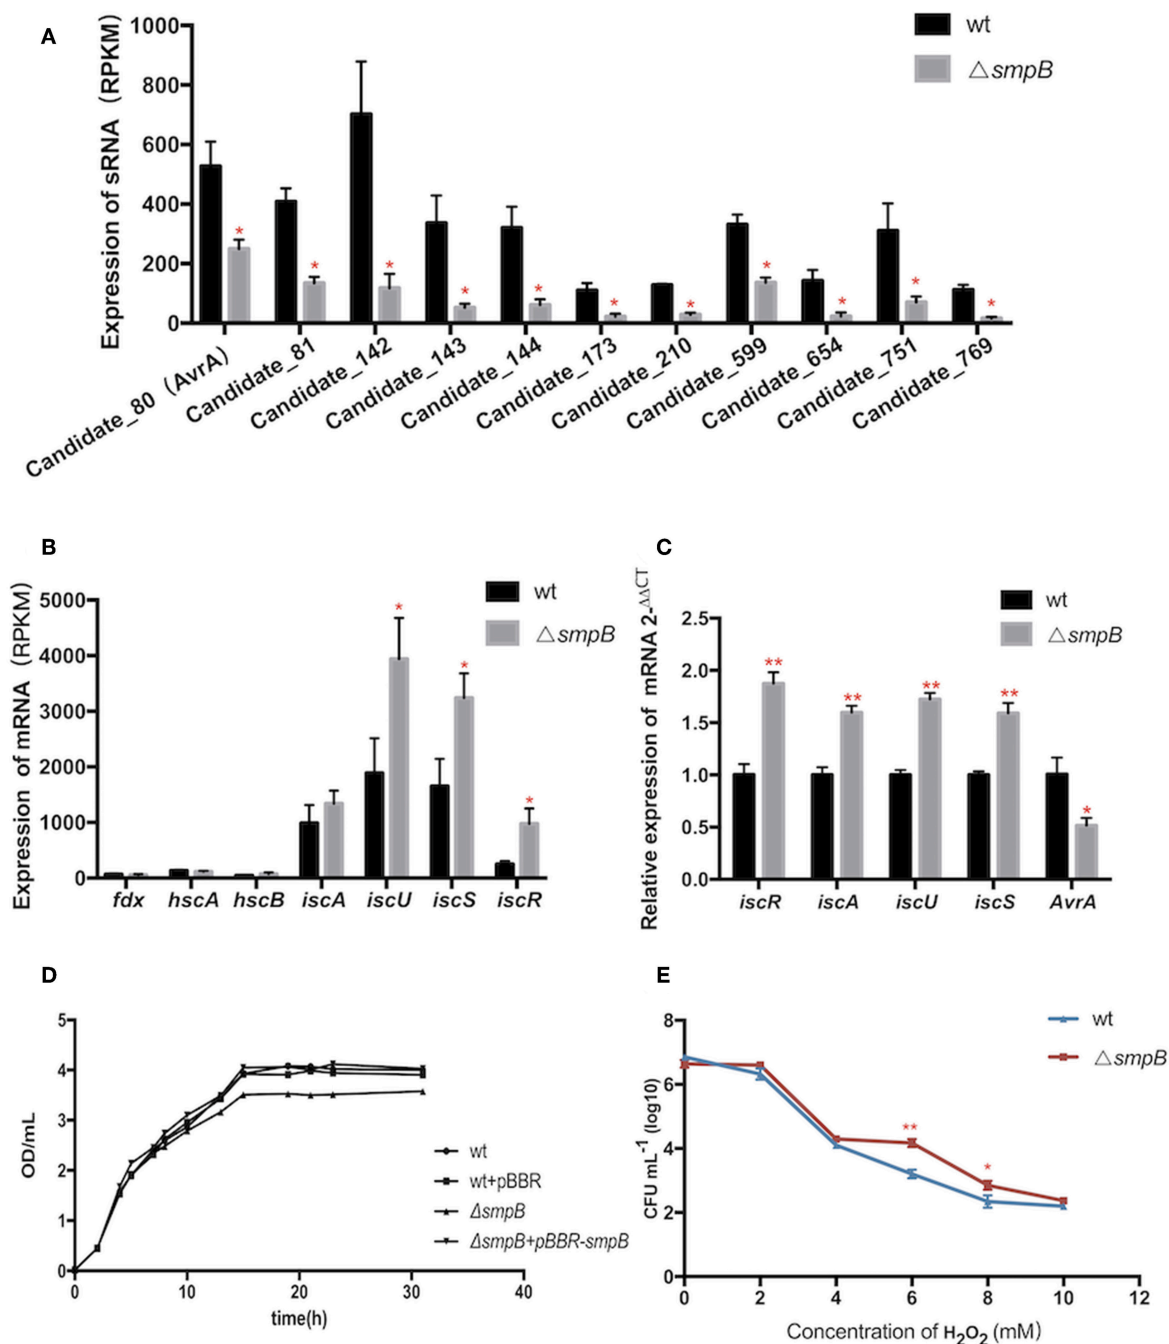 A
Expression of sRNA (RPKM)
1000
800
600
400
200
0
wt
△smpB
* * * * * * * * * * *
Candidate_80 (AvrA)
Candidate_81
Candidate_142
Candidate_143
Candidate_144
Candidate_173
Candidate_210
Candidate_599
Candidate_654
Candidate_751
Candidate_769
B
Expression of mRNA (RPKM)
5000
4000
3000
2000
1000
0
wt
△smpB
* * *
fdx hscA hscB iscA iscU iscS iscR
C
Relative expression of mRNA 2-ΔΔCT
2.5
2.0
1.5
1.0
0.5
0.0
wt
△smpB
** ** ** ** *
iscR iscA iscU iscS AvrA
D
OD/mL
5
4
3
2
1
0
0 10 20 30 40
time(h)
wt
wt+pBBR
ΔsmpB
ΔsmpB+pBBR-smpB
E
CFU mL⁻¹ (log10)
8
6
4
2
0
0 2 4 6 8 10 12
Concentration of H₂O₂ (mM)
wt
△smpB
** *